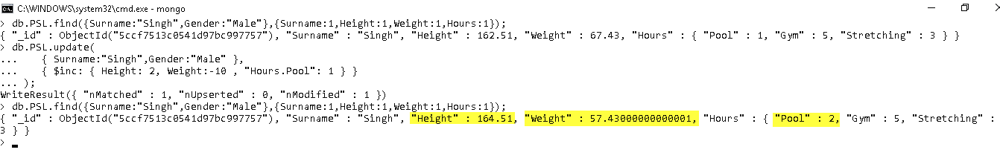 C:\WINDOWS\system32\cmd.exe - mongo
> db.PSL.find({Surname:"Singh",Gender:"Male"},{Surname:1,Height:1,Weight:1,Hours:1});
{ "_id" : ObjectId("5ccf7513c0541d97bc997757"), "Surname" : "Singh", "Height" : 162.51, "Weight" : 67.43, "Hours" : { "Pool" : 1, "Gym" : 5, "Stretching" : 3 } }
> db.PSL.update(
...    { Surname:"Singh",Gender:"Male" },
...    { $inc: { Height: 2, Weight:-10 , "Hours.Pool": 1 } }
... );
WriteResult({ "nMatched" : 1, "nUpserted" : 0, "nModified" : 1 })
> db.PSL.find({Surname:"Singh",Gender:"Male"},{Surname:1,Height:1,Weight:1,Hours:1});
{ "_id" : ObjectId("5ccf7513c0541d97bc997757"), "Surname" : "Singh", "Height" : 164.51, "Weight" : 57.43000000000001, "Hours" : { "Pool" : 2, "Gym" : 5, "Stretching" :
3 } }
>